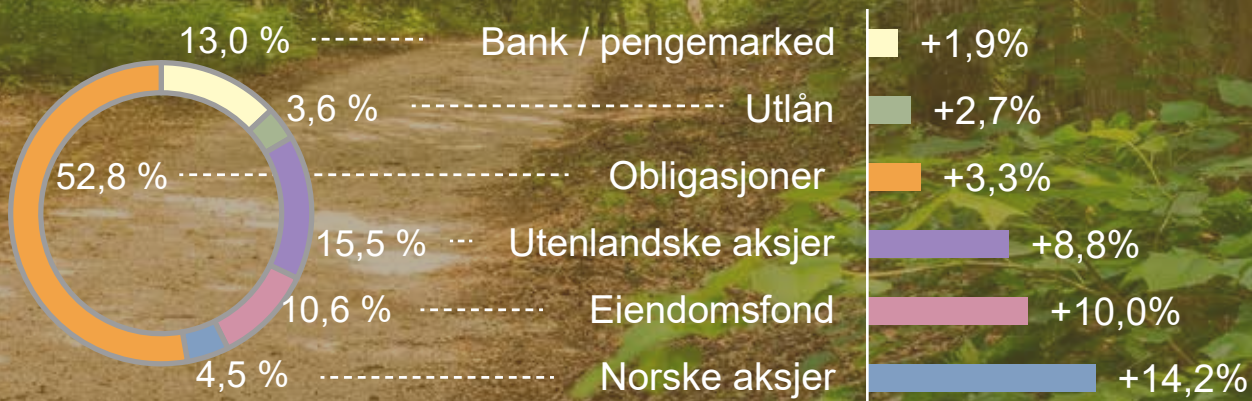 13,0 % Bank / pengemarked +1,9%
3,6 % Utlån +2,7%
52,8 % Obligasjoner +3,3%
15,5 % Utenlandske aksjer +8,8%
10,6 % Eiendomsfond +10,0%
4,5 % Norske aksjer +14,2%